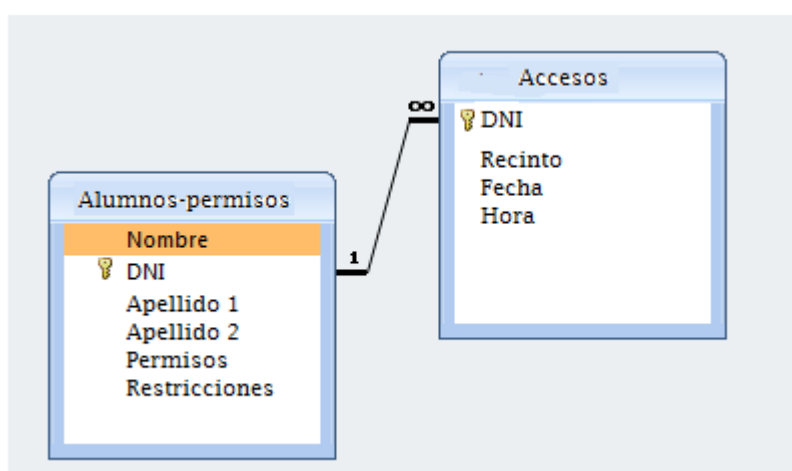 Accesos
∞
DNI
Recinto
Fecha
Hora
Alumnos-permisos
Nombre
1
DNI
Apellido 1
Apellido 2
Permisos
Restricciones